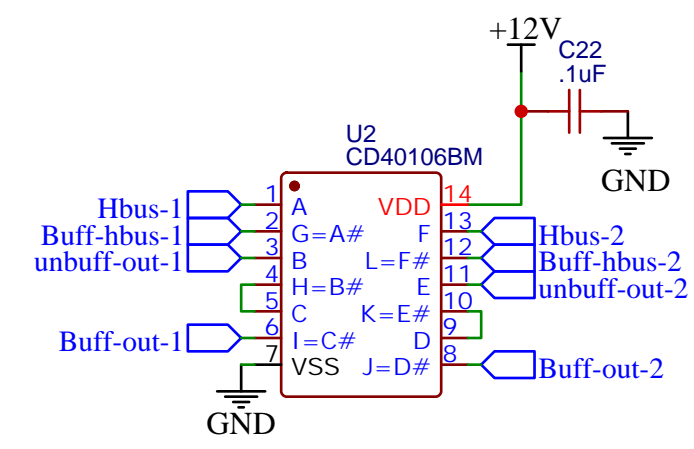 +12V
C22
.1uF
GND
U2
CD40106BM
Hbus-1 1 A VDD 14
Buff-hbus-1 2 G=A# F 13 Hbus-2
unbuff-out-1 3 B L=F# 12 Buff-hbus-2
4 H=B# E 11 unbuff-out-2
5 C K=E# 10
Buff-out-1 6 I=C# D 9
7 VSS J=D# 8 Buff-out-2
GND